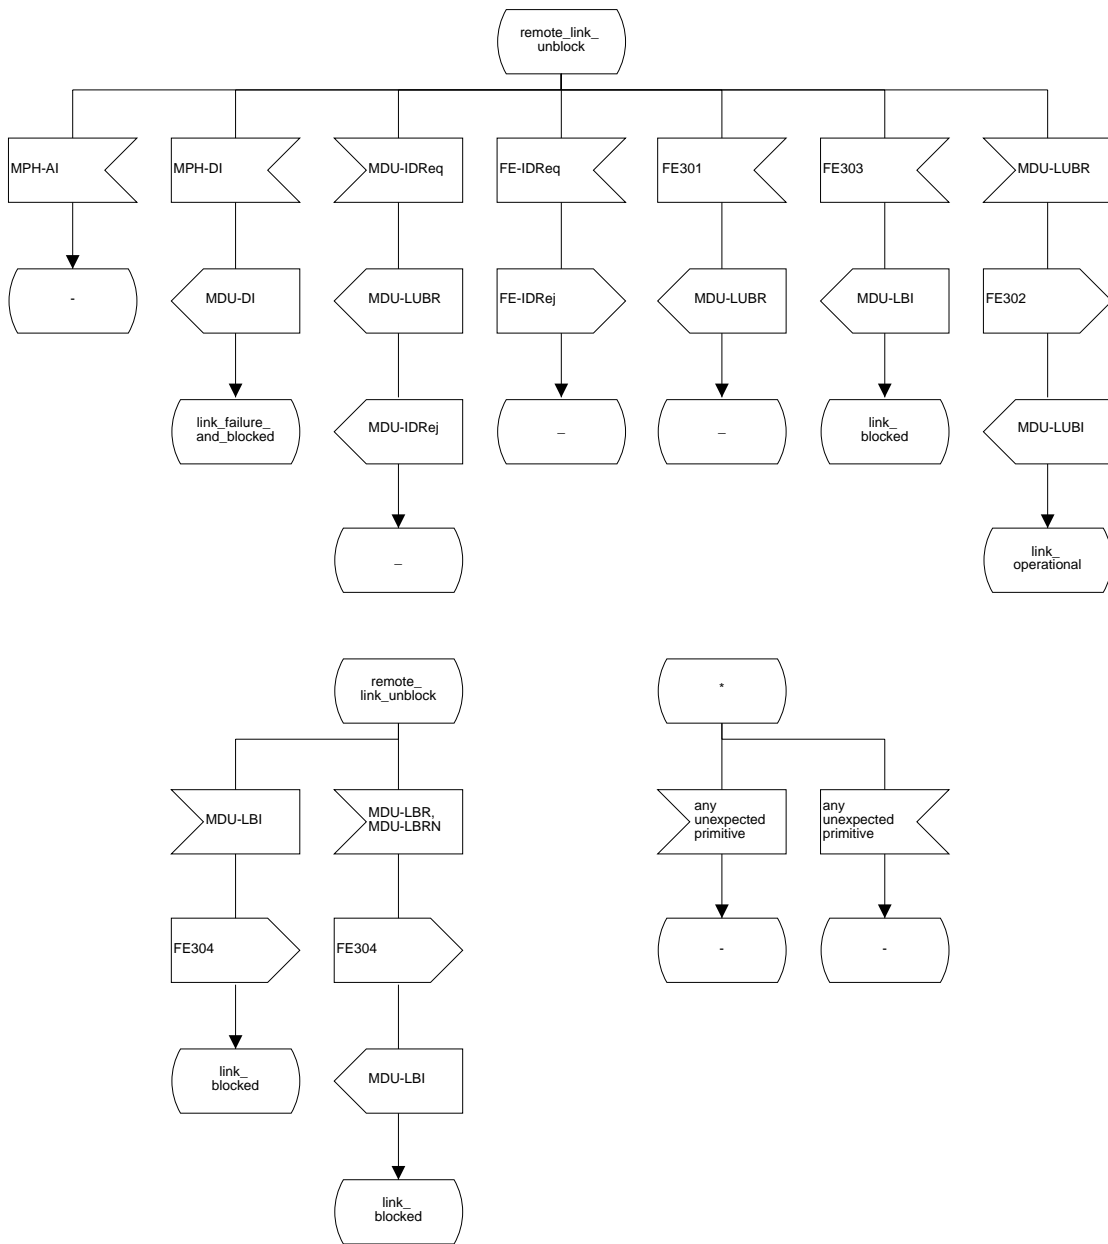 remote_link_
unblock
MPH-AI
MPH-DI
MDU-IDReq
FE-IDReq
FE301
FE303
MDU-LUBR
-
MDU-DI
MDU-LUBR
FE-IDRej
MDU-LUBR
MDU-LBI
FE302
link_failure_
and_blocked
MDU-IDRej
_
_
link_
blocked
MDU-LUBI
_
link_
operational
remote_
link_unblock
*
MDU-LBI
MDU-LBR,
MDU-LBRN
any
unexpected
primitive
any
unexpected
primitive
FE304
FE304
-
-
link_
blocked
MDU-LBI
link_
blocked